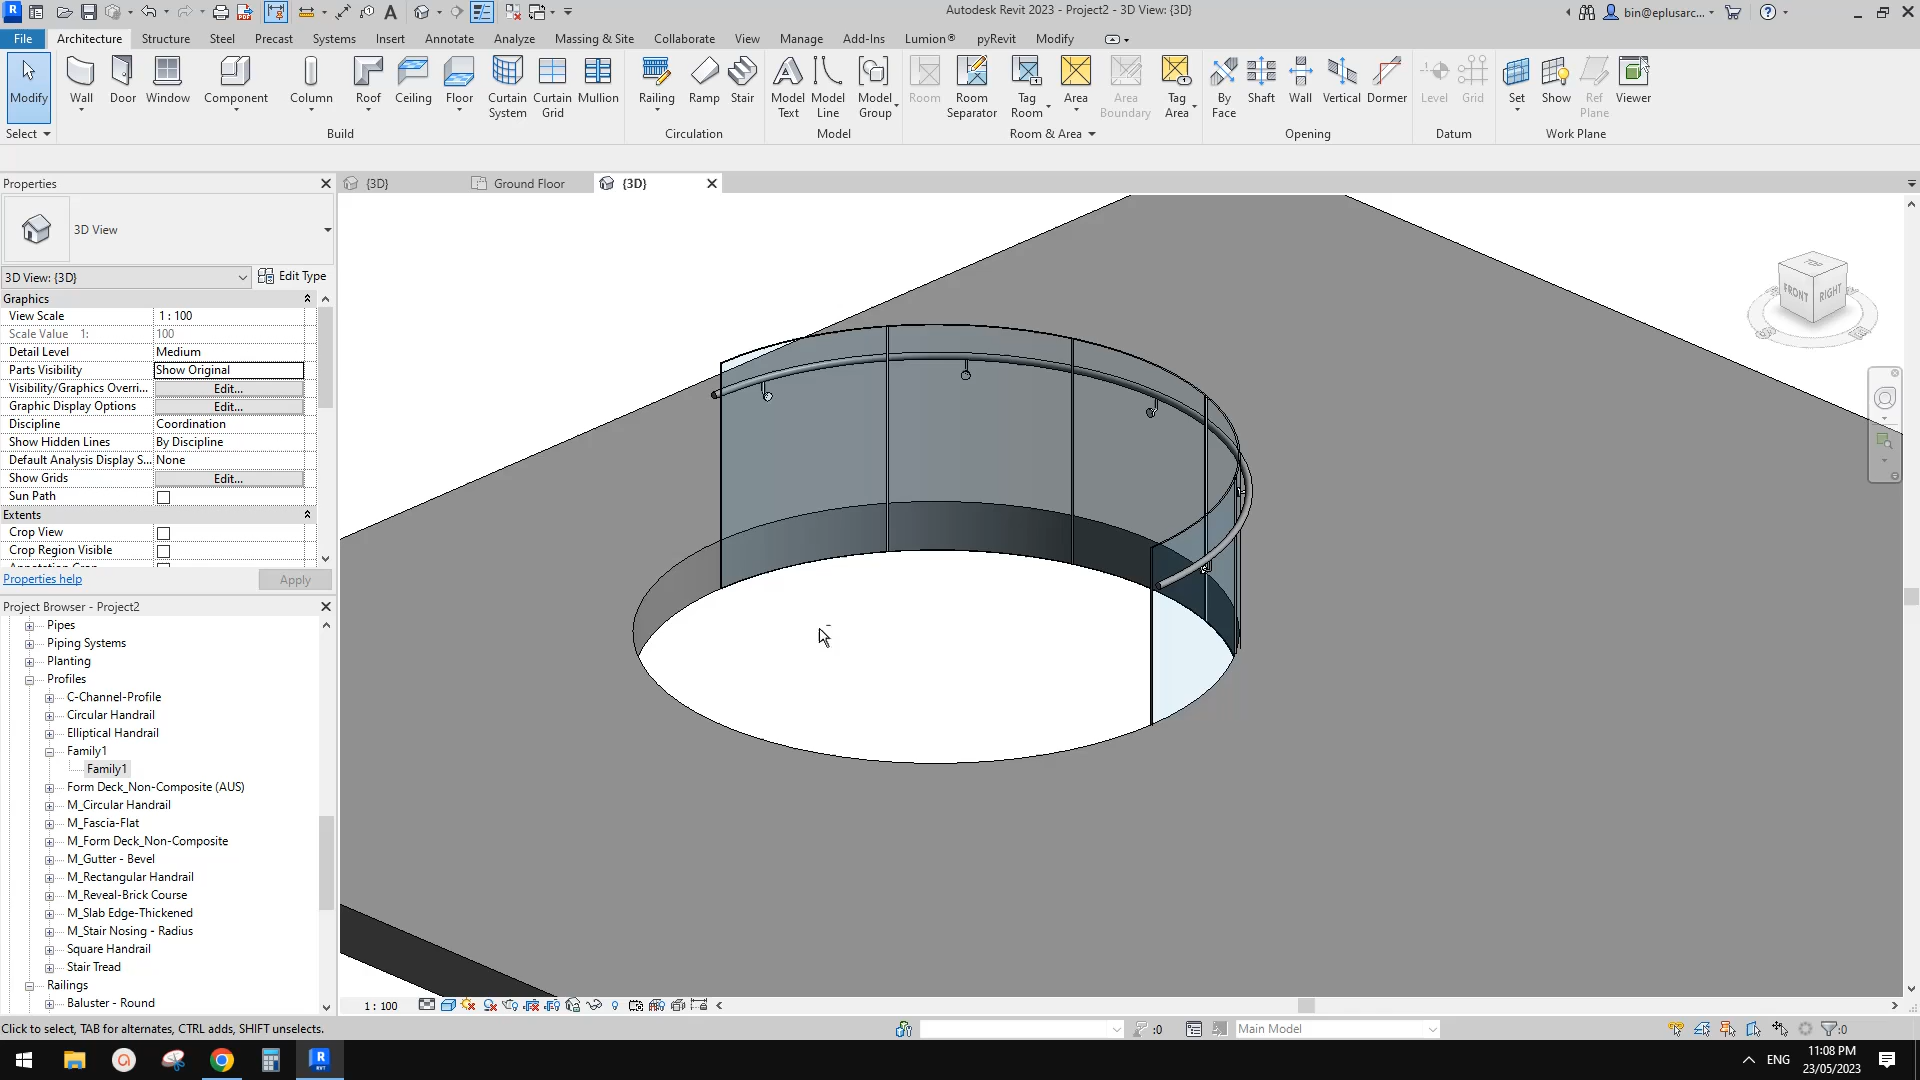 Autodesk Revit 2023 - Project2 - 3D View: {3D}
bin@eplusarc...
File Architecture Structure Steel Precast Systems Insert Annotate Analyze Massing & Site Collaborate View Manage Add-Ins Lumion® pyRevit Modify
Modify Wall Door Window Component Column Roof Ceiling Floor Curtain System Curtain Grid Mullion Railing Ramp Stair Model Text Model Line Model Group Room Room Separator Tag Room Area Area Boundary Tag Area By Face Shaft Wall Vertical Dormer Level Grid Set Show Ref Plane Viewer
Select Build Circulation Model Room & Area Opening Datum Work Plane
Properties
{3D} Ground Floor {3D}
3D View
3D View: {3D} Edit Type
Graphics
View Scale 1 : 100
Scale Value 1: 100
Detail Level Medium
Parts Visibility Show Original
Visibility/Graphics Overri... Edit...
Graphic Display Options Edit...
Discipline Coordination
Show Hidden Lines By Discipline
Default Analysis Display S... None
Show Grids Edit...
Sun Path
Extents
Crop View
Crop Region Visible
Properties help Apply
Project Browser - Project2
Pipes
Piping Systems
Planting
Profiles
C-Channel-Profile
Circular Handrail
Elliptical Handrail
Family1
Family1
Form Deck_Non-Composite (AUS)
M_Circular Handrail
M_Fascia-Flat
M_Form Deck_Non-Composite
M_Gutter - Bevel
M_Rectangular Handrail
M_Reveal-Brick Course
M_Slab Edge-Thickened
M_Stair Nosing - Radius
Square Handrail
Stair Tread
Railings
Baluster - Round
TOP
FRONT RIGHT
1 : 100
Click to select, TAB for alternates, CTRL adds, SHIFT unselects.
:0 Main Model :0
ENG
11:08 PM
23/05/2023